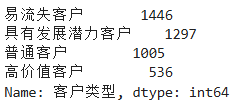 易流失客户        1446
具有发展潜力客户    1297
普通客户         1005
高价值客户         536
Name: 客户类型, dtype: int64